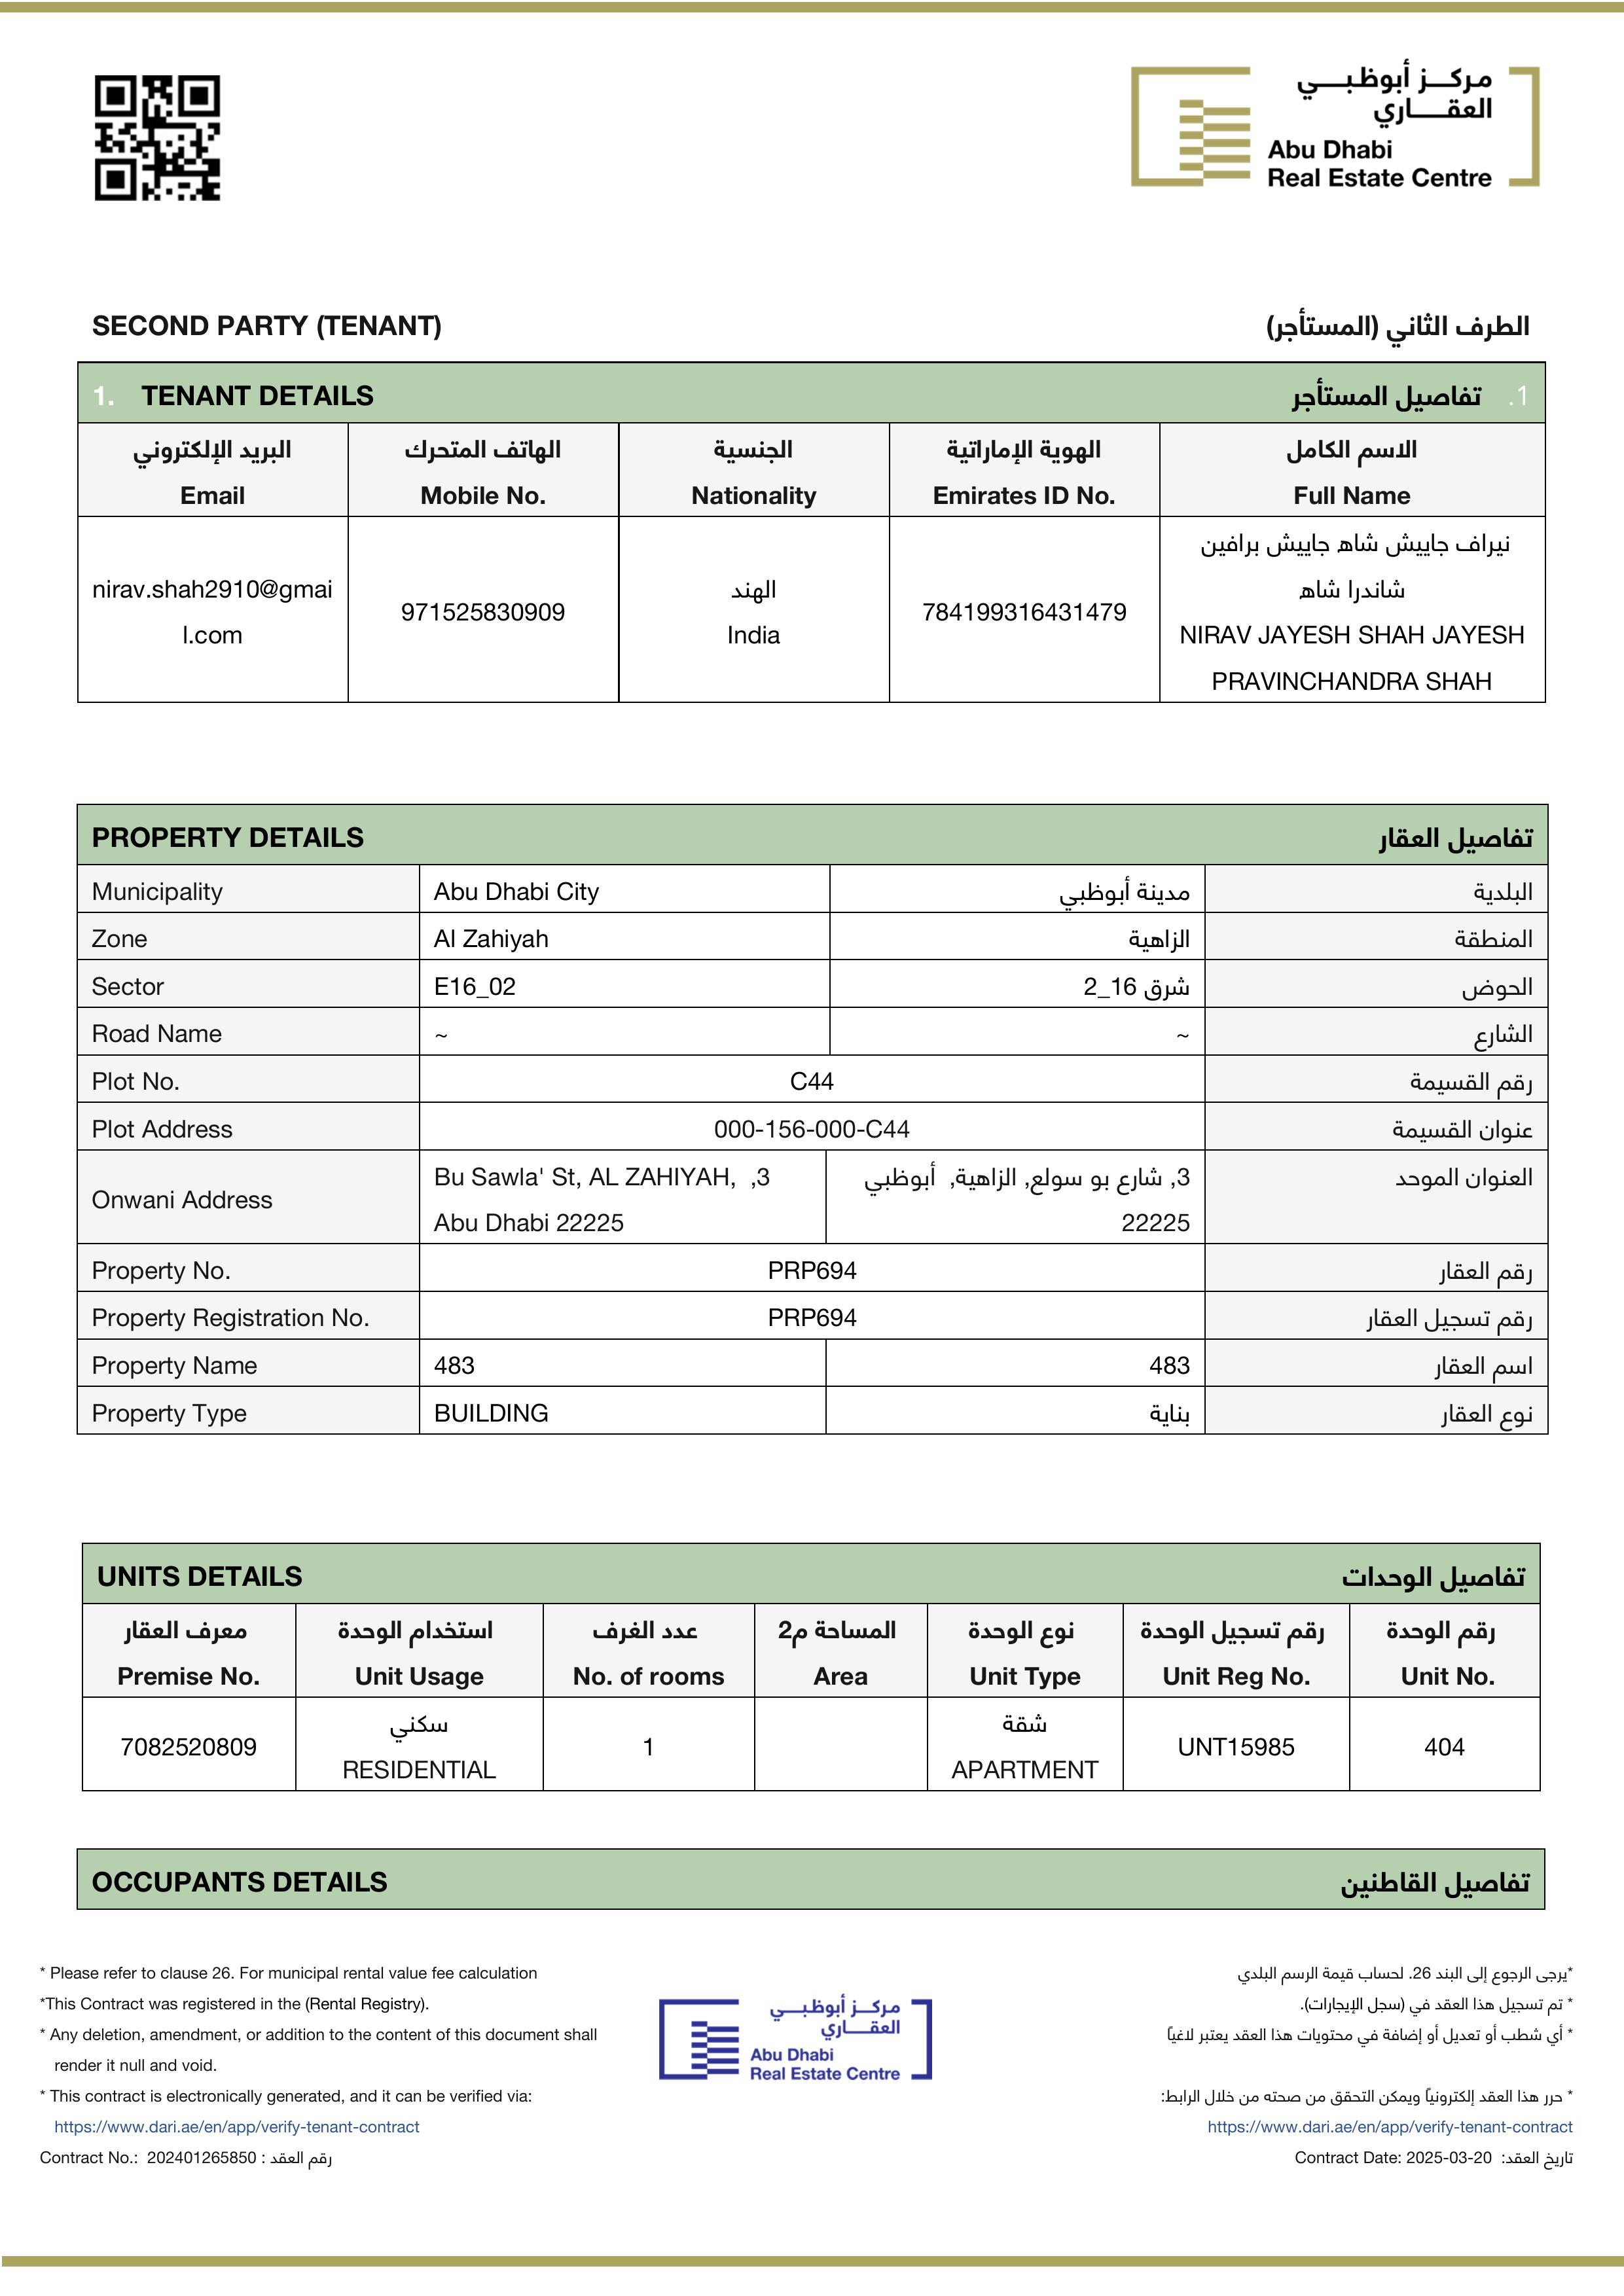 مركــز أبوظبــي
العقـــاري
Abu Dhabi
Real Estate Centre
SECOND PARTY (TENANT) الطرف الثاني (المستأجر)
1. TENANT DETAILS تفاصيل المستأجر .1
البريد الإلكتروني الهاتف المتحرك الجنسية الهوية الإماراتية الاسم الكامل
Email Mobile No. Nationality Emirates ID No. Full Name
نيراف جاييش شاه جاييش برافين
nirav.shah2910@gmai الهند شاندرا شاه
971525830909 784199316431479
l.com India NIRAV JAYESH SHAH JAYESH
PRAVINCHANDRA SHAH
PROPERTY DETAILS تفاصيل العقار
Municipality Abu Dhabi City مدينة أبوظبي البلدية
Zone Al Zahiyah الزاهية المنطقة
Sector E16_02 شرق 16_2 الحوض
Road Name ~ ~ الشارع
Plot No. C44 رقم القسيمة
Plot Address 000-156-000-C44 عنوان القسيمة
Bu Sawla' St, AL ZAHIYAH, ,3 3, شارع بو سولع, الزاهية, أبوظبي العنوان الموحد
Onwani Address
Abu Dhabi 22225 22225
Property No. PRP694 رقم العقار
Property Registration No. PRP694 رقم تسجيل العقار
Property Name 483 483 اسم العقار
Property Type BUILDING بناية نوع العقار
UNITS DETAILS تفاصيل الوحدات
معرف العقار استخدام الوحدة عدد الغرف المساحة م2 نوع الوحدة رقم تسجيل الوحدة رقم الوحدة
Premise No. Unit Usage No. of rooms Area Unit Type Unit Reg No. Unit No.
سكني شقة
7082520809 1 UNT15985 404
RESIDENTIAL APARTMENT
OCCUPANTS DETAILS تفاصيل القاطنين
* Please refer to clause 26. For municipal rental value fee calculation
*This Contract was registered in the (Rental Registry).
* Any deletion, amendment, or addition to the content of this document shall
render it null and void.
* This contract is electronically generated, and it can be verified via:
https://www.dari.ae/en/app/verify-tenant-contract
Contract No.: 202401265850 : رقم العقد
مركــز أبوظبــي
العقـــاري
Abu Dhabi
Real Estate Centre
*يرجى الرجوع إلى البند 26. لحساب قيمة الرسم البلدي
* تم تسجيل هذا العقد في (سجل الإيجارات).
* أي شطب أو تعديل أو إضافة في محتويات هذا العقد يعتبر لاغياً
* حرر هذا العقد إلكترونياً ويمكن التحقق من صحته من خلال الرابط:
https://www.dari.ae/en/app/verify-tenant-contract
Contract Date: 2025-03-20 تاريخ العقد: